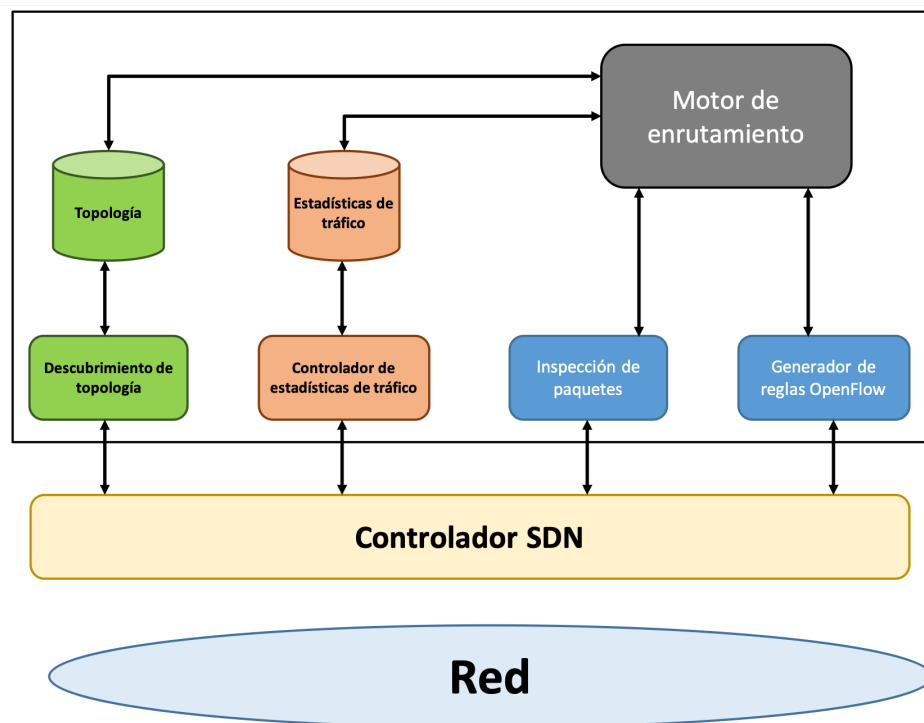 Motor de
enrutamiento
Topología
Estadísticas de
tráfico
Descubrimiento de
topología
Controlador de
estadísticas de tráfico
Inspección de
paquetes
Generador de
reglas OpenFlow
Controlador SDN
Red